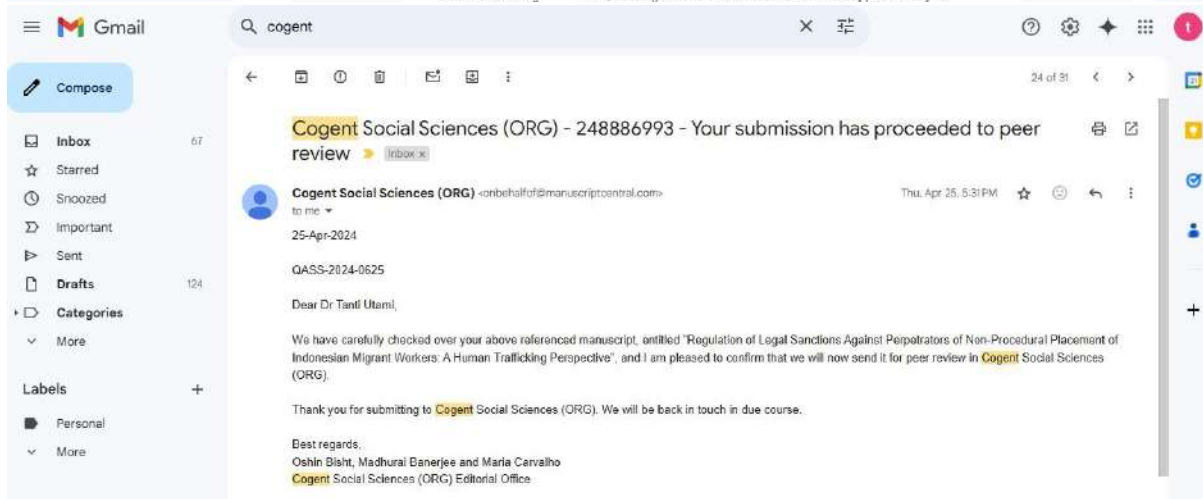 Gmail
cogent
Compose
24 of 31
Inbox 67
Starred
Snoozed
Important
Sent
Drafts 124
Categories
More
Labels
Personal
More
Cogent Social Sciences (ORG) - 248886993 - Your submission has proceeded to peer
review Inbox x
Cogent Social Sciences (ORG) <onbehalfof@manuscriptcentral.com> Thu, Apr 25, 5:31 PM
to me
25-Apr-2024
QASS-2024-0625
Dear Dr Tanti Utami,
We have carefully checked over your above referenced manuscript, entitled "Regulation of Legal Sanctions Against Perpetrators of Non-Procedural Placement of
Indonesian Migrant Workers: A Human Trafficking Perspective", and I am pleased to confirm that we will now send it for peer review in Cogent Social Sciences
(ORG).
Thank you for submitting to Cogent Social Sciences (ORG). We will be back in touch in due course.
Best regards,
Oshin Bisht, Madhurai Banerjee and Maria Carvalho
Cogent Social Sciences (ORG) Editorial Office
t